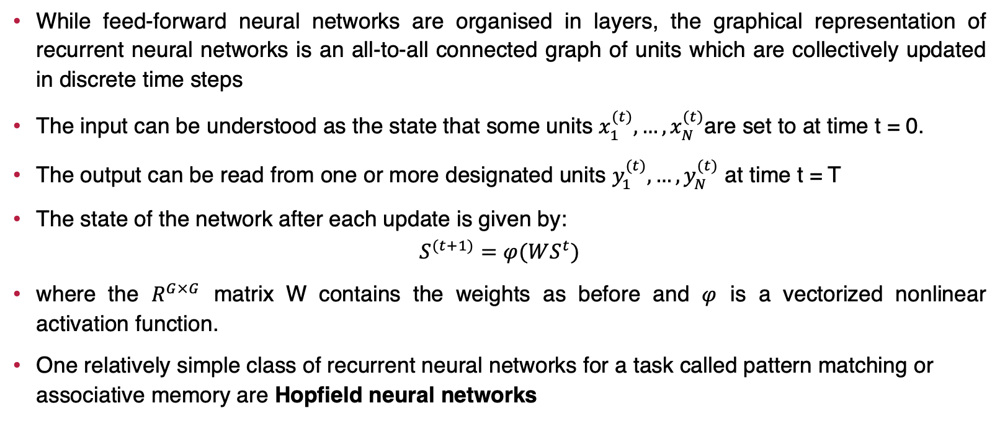 • While feed-forward neural networks are organised in layers, the graphical representation of
recurrent neural networks is an all-to-all connected graph of units which are collectively updated
in discrete time steps
• The input can be understood as the state that some units $x_1^{(t)}, \ldots, x_N^{(t)}$ are set to at time t = 0.
• The output can be read from one or more designated units $y_1^{(t)}, \ldots, y_N^{(t)}$ at time t = T
• The state of the network after each update is given by:
$S^{(t+1)} = \varphi(WS^t)$
• where the $R^{G \times G}$ matrix W contains the weights as before and $\varphi$ is a vectorized nonlinear
activation function.
• One relatively simple class of recurrent neural networks for a task called pattern matching or
associative memory are Hopfield neural networks